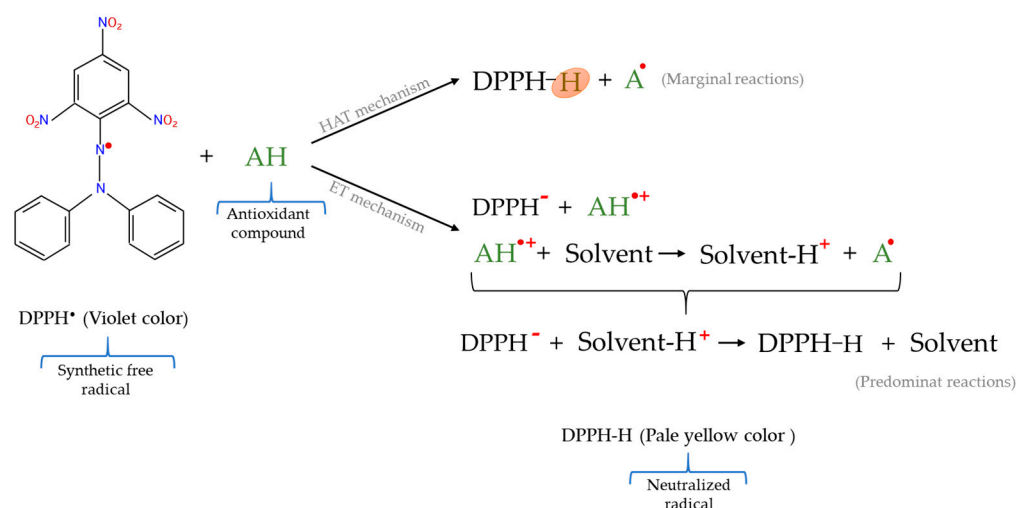 NO₂
O₂N
NO₂
N•
N
+
AH
Antioxidant
compound
DPPH• (Violet color)
Synthetic free
radical
HAT mechanism
ET mechanism
DPPH-H + A• (Marginal reactions)
DPPH⁻ + AH•⁺
AH•⁺ + Solvent → Solvent-H⁺ + A•
DPPH⁻ + Solvent-H⁺ → DPPH-H + Solvent
(Predominat reactions)
DPPH-H (Pale yellow color )
Neutralized
radical